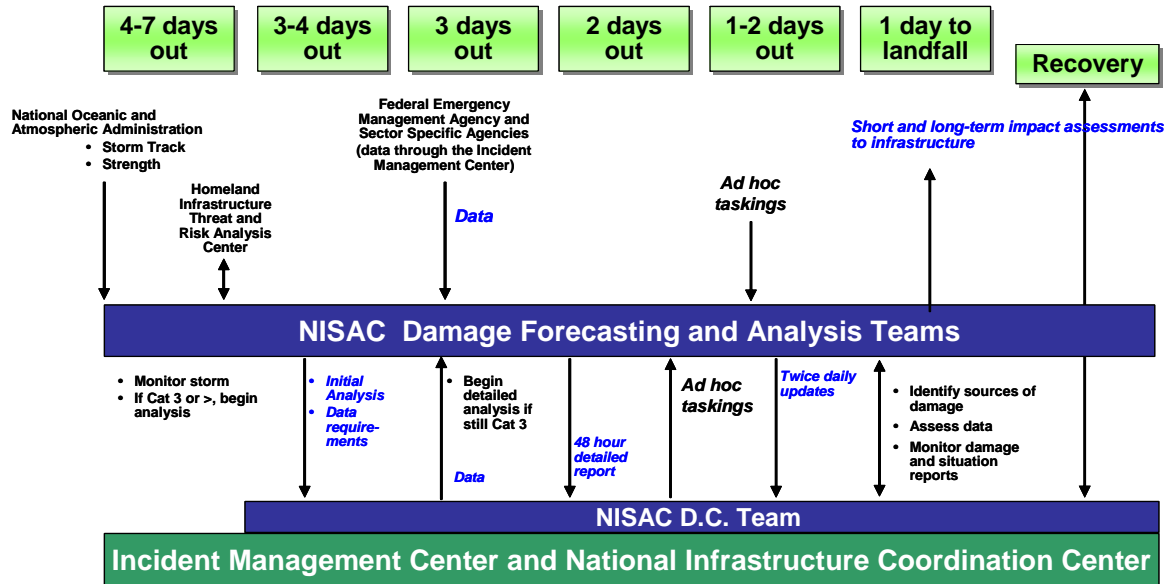 4-7 days
out
3-4 days
out
3 days
out
2 days
out
1-2 days
out
1 day to
landfall
Recovery
National Oceanic and
Atmospheric Administration
• Storm Track
• Strength
Homeland
Infrastructure
Threat and
Risk Analysis
Center
Federal Emergency
Management Agency and
Sector Specific Agencies
(data through the Incident
Management Center)
Data
Ad hoc
taskings
Short and long-term impact assessments
to infrastructure
NISAC Damage Forecasting and Analysis Teams
• Monitor storm
• If Cat 3 or >, begin
analysis
• Initial
Analysis
• Data
require-
ments
• Begin
detailed
analysis if
still Cat 3
Data
48 hour
detailed
report
Ad hoc
taskings
Twice daily
updates
• Identify sources of
damage
• Assess data
• Monitor damage
and situation
reports
NISAC D.C. Team
Incident Management Center and National Infrastructure Coordination Center